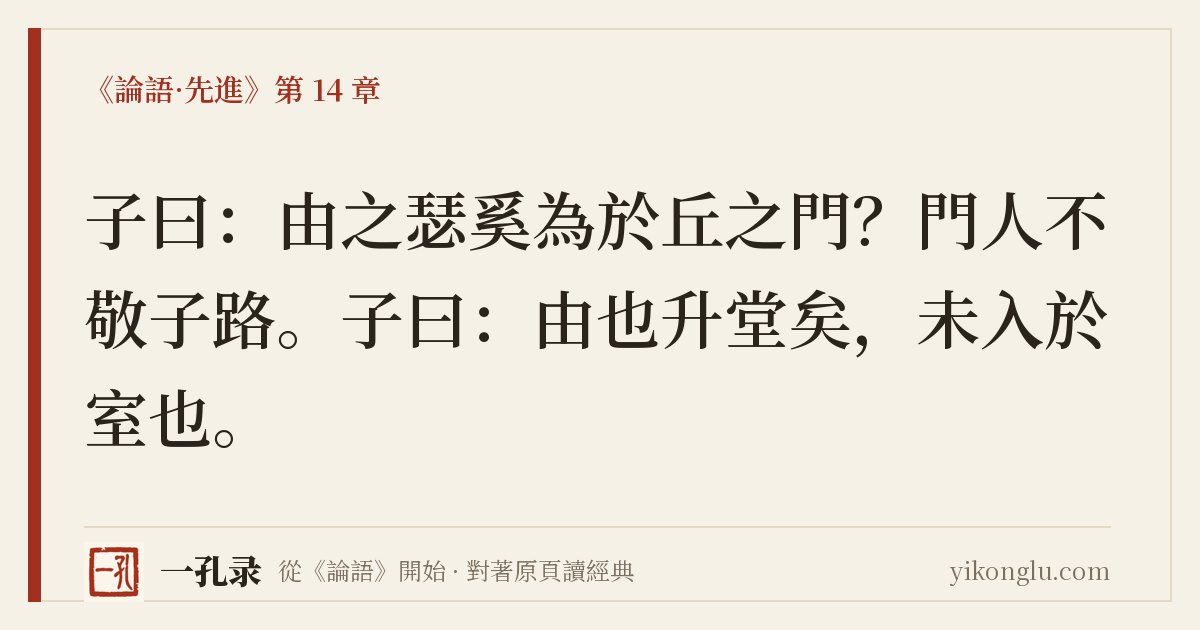 《論語·先進》第 14 章
子曰：由之瑟奚為於丘之門？門人不
敬子路。子曰：由也升堂矣，未入於
室也。
一孔
一孔录 從《論語》開始 · 對著原頁讀經典
yikonglu.com